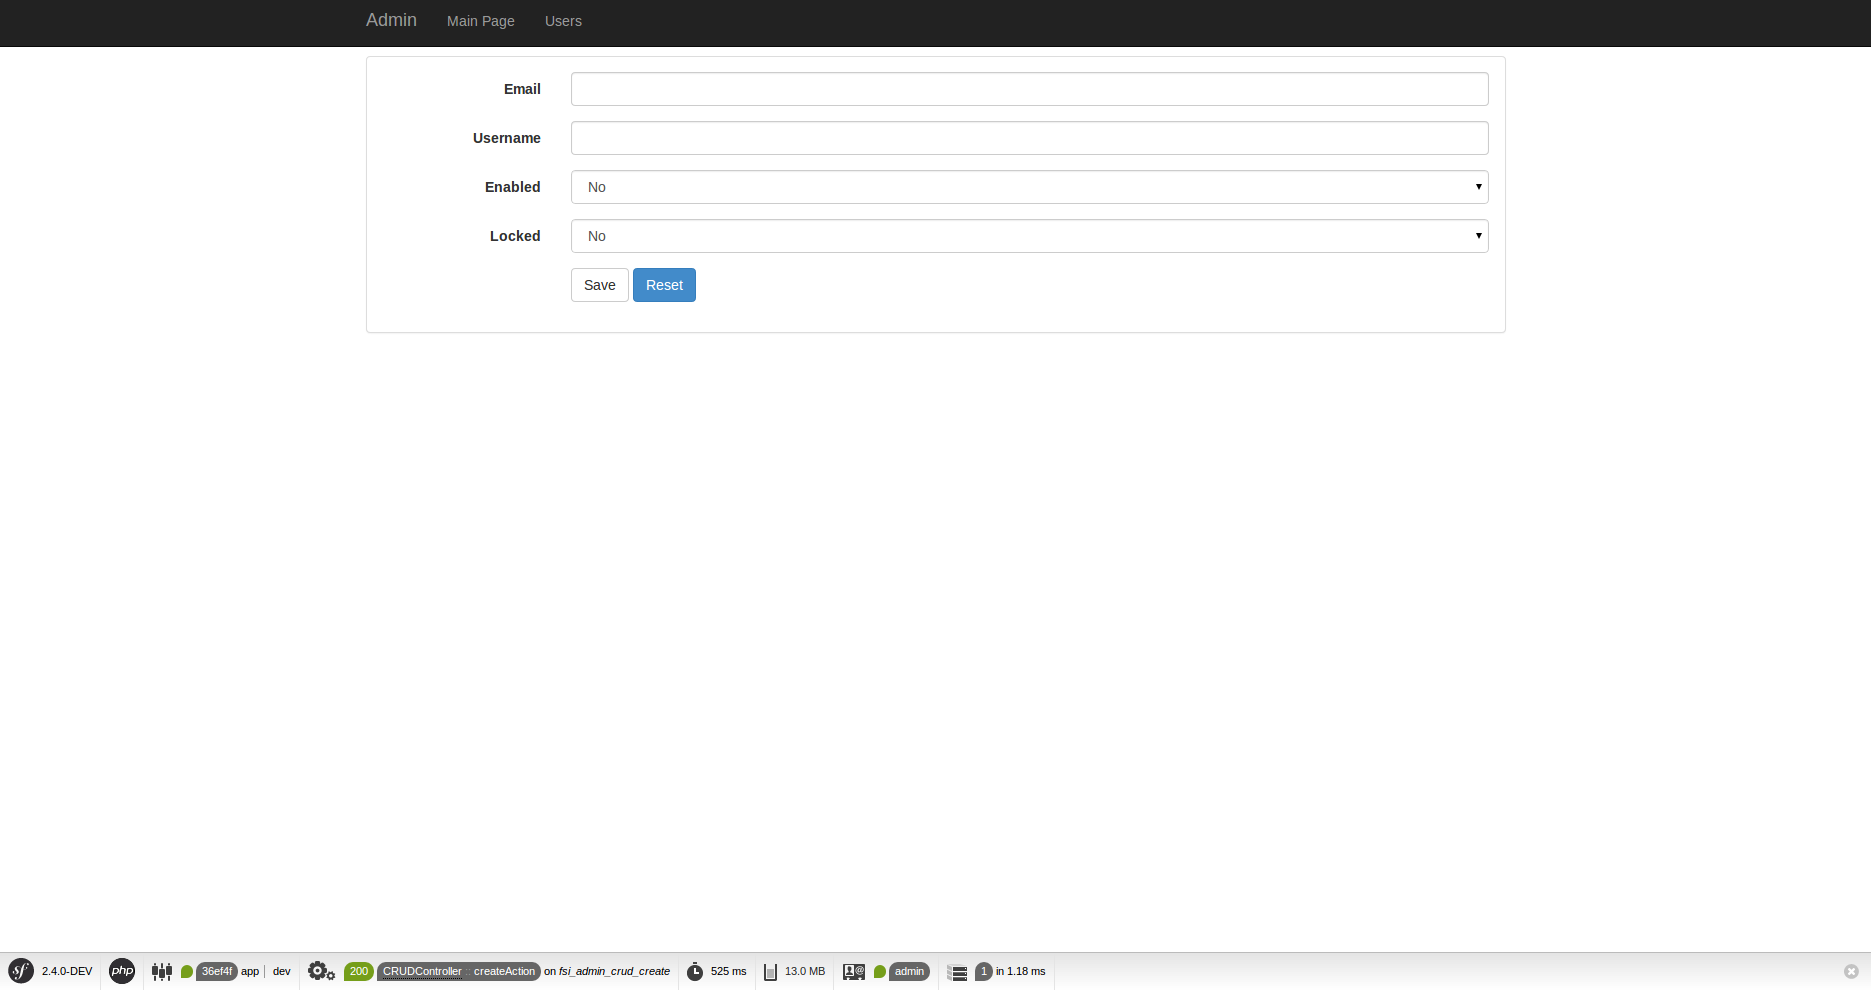 Admin Main Page Users
Email
Username
Enabled No
Locked No
Save Reset
sf 2.4.0-DEV php 36ef4f app dev 200 CRUDController :: createAction on fsi_admin_crud_create 525 ms 13.0 MB admin 1 in 1.18 ms